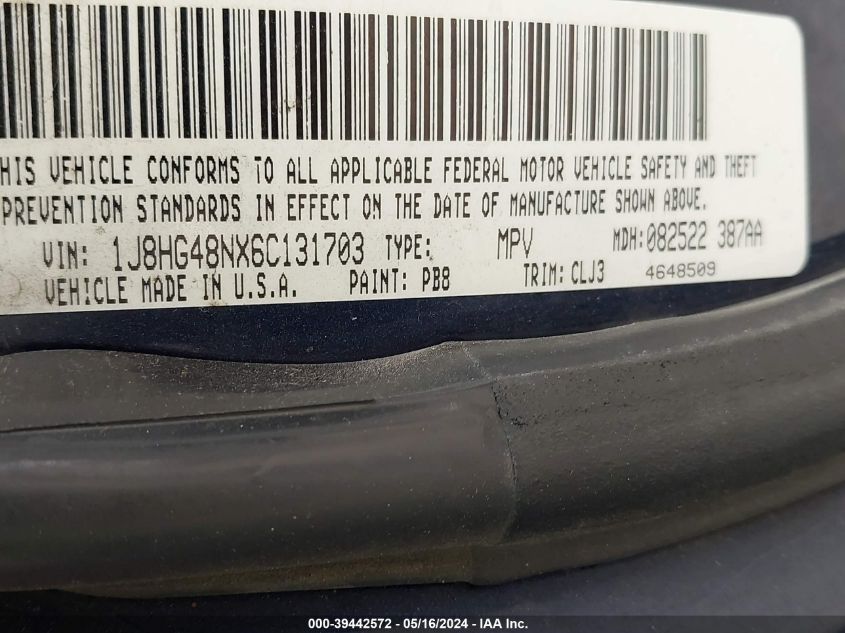 HIS VEHICLE CONFORMS TO ALL APPLICABLE FEDERAL MOTOR VEHICLE SAFETY AND THEFT
PREVENTION STANDARDS IN EFFECT ON THE DATE OF MANUFACTURE SHOWN ABOVE.
VIN: 1J8HG48NX6C131703 TYPE: MPV MDH:082522 387AA
VEHICLE MADE IN U.S.A. PAINT: PB8 TRIM: CLJ3 4648509
000-39442572 / 05/16/2024 - IAA Inc.